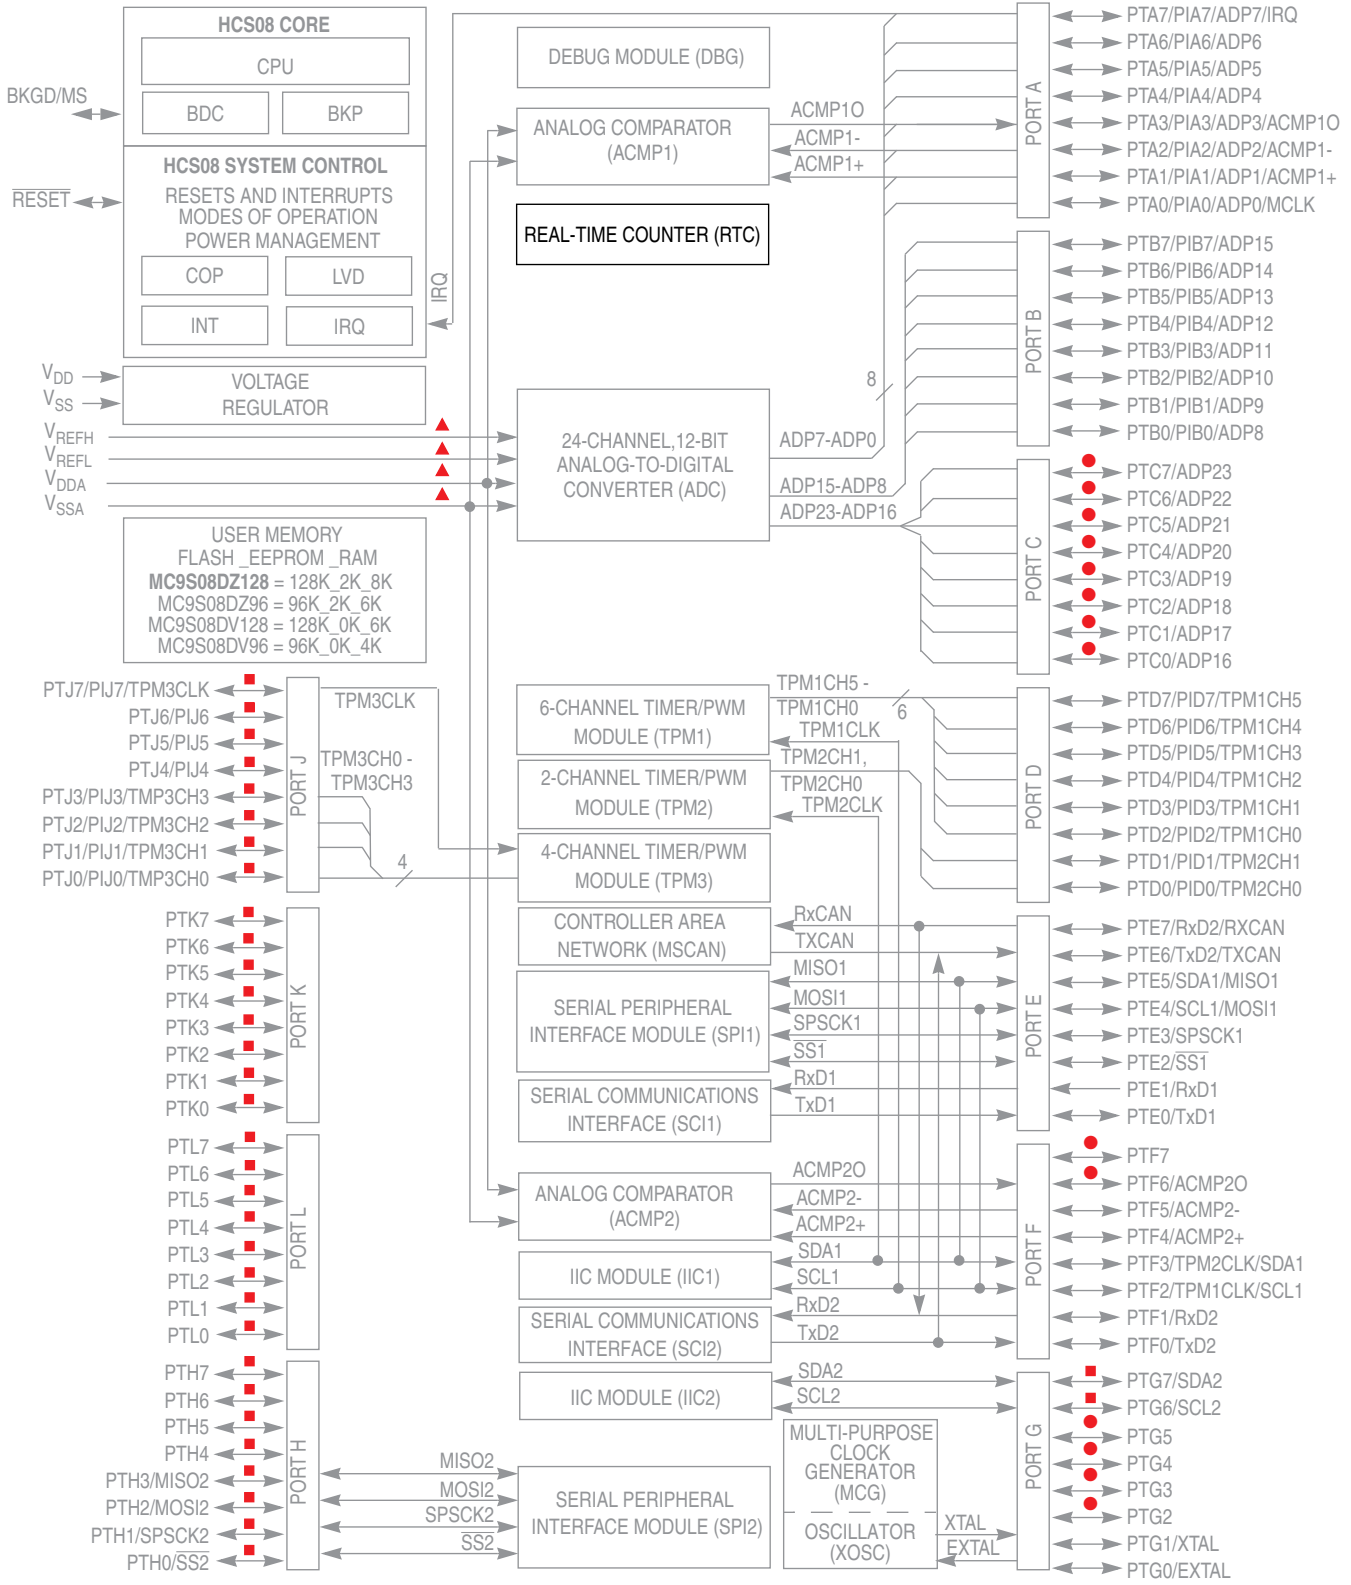 HCS08 CORE
CPU
BDC
BKP
BKGD/MS
HCS08 SYSTEM CONTROL
RESETS AND INTERRUPTS
MODES OF OPERATION
POWER MANAGEMENT
COP
LVD
INT
IRQ
RESET
IRQ
VDD
VSS
VOLTAGE
REGULATOR
VREFH
VREFL
VDDA
VSSA
USER MEMORY
FLASH _EEPROM _RAM
MC9S08DZ128 = 128K_2K_8K
MC9S08DZ96 = 96K_2K_6K
MC9S08DV128 = 128K_0K_6K
MC9S08DV96 = 96K_0K_4K
DEBUG MODULE (DBG)
ANALOG COMPARATOR
(ACMP1)
ACMP1O
ACMP1-
ACMP1+
REAL-TIME COUNTER (RTC)
24-CHANNEL,12-BIT
ANALOG-TO-DIGITAL
CONVERTER (ADC)
8
ADP7-ADP0
ADP15-ADP8
ADP23-ADP16
PORT A
PTA7/PIA7/ADP7/IRQ
PTA6/PIA6/ADP6
PTA5/PIA5/ADP5
PTA4/PIA4/ADP4
PTA3/PIA3/ADP3/ACMP1O
PTA2/PIA2/ADP2/ACMP1-
PTA1/PIA1/ADP1/ACMP1+
PTA0/PIA0/ADP0/MCLK
PORT B
PTB7/PIB7/ADP15
PTB6/PIB6/ADP14
PTB5/PIB5/ADP13
PTB4/PIB4/ADP12
PTB3/PIB3/ADP11
PTB2/PIB2/ADP10
PTB1/PIB1/ADP9
PTB0/PIB0/ADP8
PORT C
PTC7/ADP23
PTC6/ADP22
PTC5/ADP21
PTC4/ADP20
PTC3/ADP19
PTC2/ADP18
PTC1/ADP17
PTC0/ADP16
PTJ7/PIJ7/TPM3CLK
PTJ6/PIJ6
PTJ5/PIJ5
PTJ4/PIJ4
PTJ3/PIJ3/TMP3CH3
PTJ2/PIJ2/TPM3CH2
PTJ1/PIJ1/TPM3CH1
PTJ0/PIJ0/TMP3CH0
PORT J
TPM3CLK
TPM3CH0 -
TPM3CH3
4
6-CHANNEL TIMER/PWM
MODULE (TPM1)
TPM1CH5 -
TPM1CH0
6
TPM1CLK
2-CHANNEL TIMER/PWM
MODULE (TPM2)
TPM2CH1,
TPM2CH0
TPM2CLK
4-CHANNEL TIMER/PWM
MODULE (TPM3)
PORT D
PTD7/PID7/TPM1CH5
PTD6/PID6/TPM1CH4
PTD5/PID5/TPM1CH3
PTD4/PID4/TPM1CH2
PTD3/PID3/TPM1CH1
PTD2/PID2/TPM1CH0
PTD1/PID1/TPM2CH1
PTD0/PID0/TPM2CH0
PTK7
PTK6
PTK5
PTK4
PTK3
PTK2
PTK1
PTK0
PORT K
CONTROLLER AREA
NETWORK (MSCAN)
RxCAN
TXCAN
SERIAL PERIPHERAL
INTERFACE MODULE (SPI1)
MISO1
MOSI1
SPSCK1
SS1
SERIAL COMMUNICATIONS
INTERFACE (SCI1)
RxD1
TxD1
PORT E
PTE7/RxD2/RXCAN
PTE6/TxD2/TXCAN
PTE5/SDA1/MISO1
PTE4/SCL1/MOSI1
PTE3/SPSCK1
PTE2/SS1
PTE1/RxD1
PTE0/TxD1
PTL7
PTL6
PTL5
PTL4
PTL3
PTL2
PTL1
PTL0
PORT L
ANALOG COMPARATOR
(ACMP2)
ACMP2O
ACMP2-
ACMP2+
IIC MODULE (IIC1)
SDA1
SCL1
SERIAL COMMUNICATIONS
INTERFACE (SCI2)
RxD2
TxD2
PORT F
PTF7
PTF6/ACMP2O
PTF5/ACMP2-
PTF4/ACMP2+
PTF3/TPM2CLK/SDA1
PTF2/TPM1CLK/SCL1
PTF1/RxD2
PTF0/TxD2
PTH7
PTH6
PTH5
PTH4
PTH3/MISO2
PTH2/MOSI2
PTH1/SPSCK2
PTH0/SS2
PORT H
MISO2
MOSI2
SPSCK2
SS2
IIC MODULE (IIC2)
SDA2
SCL2
SERIAL PERIPHERAL
INTERFACE MODULE (SPI2)
MULTI-PURPOSE
CLOCK
GENERATOR
(MCG)
OSCILLATOR
(XOSC)
XTAL
EXTAL
PORT G
PTG7/SDA2
PTG6/SCL2
PTG5
PTG4
PTG3
PTG2
PTG1/XTAL
PTG0/EXTAL